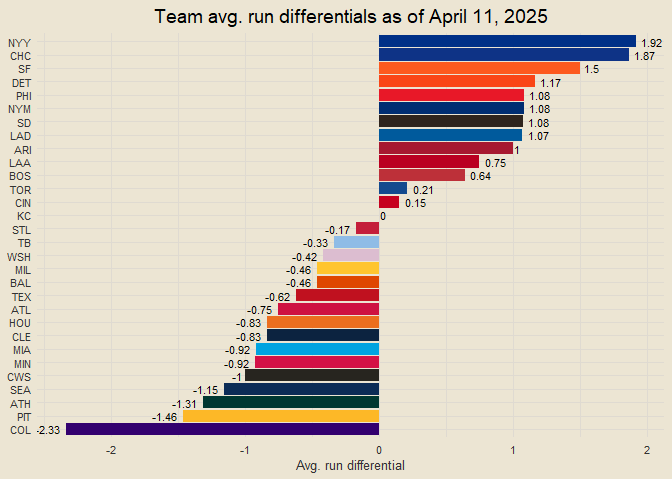 Team avg. run differentials as of April 11, 2025
NYY 1.92
CHC 1.87
SF 1.5
DET 1.17
PHI 1.08
NYM 1.08
SD 1.08
LAD 1.07
ARI 1
LAA 0.75
BOS 0.64
TOR 0.21
CIN 0.15
KC 0
STL -0.17
TB -0.33
WSH -0.42
MIL -0.46
BAL -0.46
TEX -0.62
ATL -0.75
HOU -0.83
CLE -0.83
MIA -0.92
MIN -0.92
CWS -1
SEA -1.15
ATH -1.31
PIT -1.46
COL -2.33
-2 -1 0 1 2
Avg. run differential